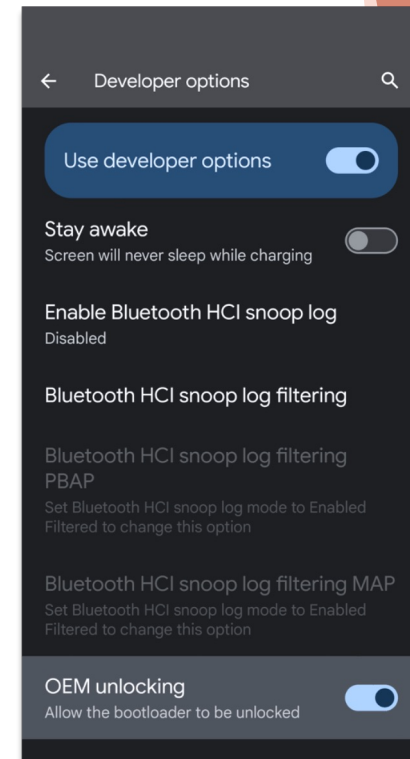 Developer options
Use developer options
Stay awake
Screen will never sleep while charging
Enable Bluetooth HCI snoop log
Disabled
Bluetooth HCI snoop log filtering
Bluetooth HCI snoop log filtering
PBAP
Set Bluetooth HCI snoop log mode to Enabled
Filtered to change this option
Bluetooth HCI snoop log filtering MAP
Set Bluetooth HCI snoop log mode to Enabled
Filtered to change this option
OEM unlocking
Allow the bootloader to be unlocked